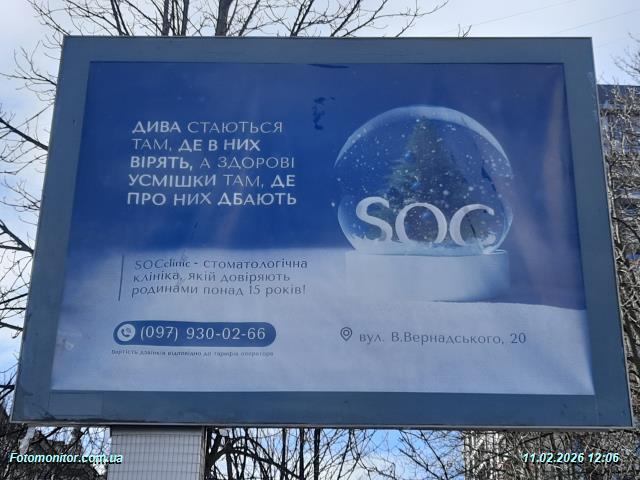 ДИВА СТАЮТЬСЯ
ТАМ, ДЕ В НИХ
ВІРЯТЬ, А ЗДОРОВІ
УСМІШКИ ТАМ, ДЕ
ПРО НИХ ДБАЮТЬ
SOC
SOCclinic - стоматологічна
клініка, якій довіряють
родинами понад 15 років!
(097) 930-02-66
Вартість дзвінків відповідно до тарифів оператора
вул. В.Вернадського, 20
Fotomonitor.com.ua
11.02.2026 12:06